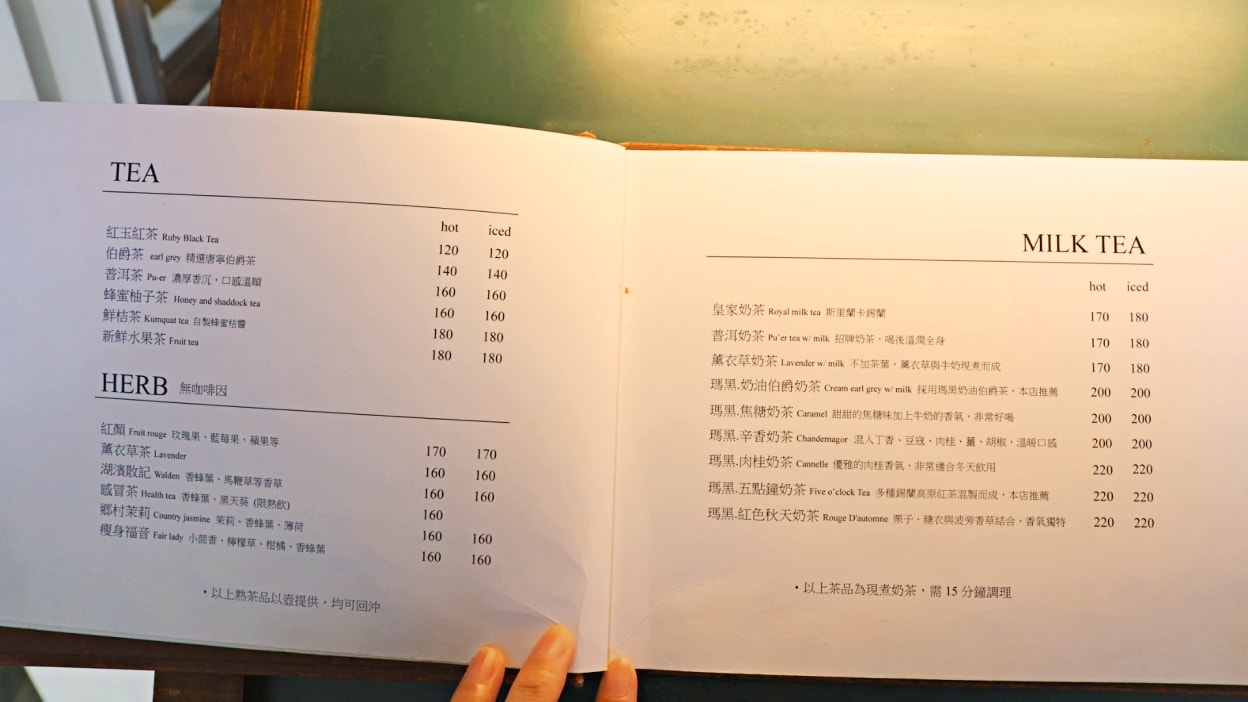 TEA
hot iced
紅玉紅茶 Ruby Black Tea 120 120
伯爵茶 earl grey 精選唐寧伯爵茶 140 140
普洱茶 Pu-er 濃厚香沉，口感溫順 160 160
蜂蜜柚子茶 Honey and shaddock tea 160 160
鮮桔茶 Kumquat tea 自製蜂蜜桔醬 180 180
新鮮水果茶 Fruit tea 180 180
HERB 無咖啡因
紅顏 Fruit rouge 玫瑰果、藍莓果、蘋果等 170 170
薰衣草茶 Lavender 160 160
湖濱散記 Walden 香蜂葉、馬鞭草等香草 160 160
感冒茶 Health tea 香蜂葉、黑天葵 (限熱飲) 160
鄉村茉莉 Country jasmine 茉莉、香蜂葉、薄荷 160 160
瘦身福音 Fair lady 小茴香、檸檬草、柑橘、香蜂葉 160 160
・以上熱茶品以壺提供，均可回沖
MILK TEA
hot iced
皇家奶茶 Royal milk tea 斯里蘭卡錫蘭 170 180
普洱奶茶 Pu'er tea w/ milk 招牌奶茶，喝後溫潤全身 170 180
薰衣草奶茶 Lavender w/ milk 不加茶葉，薰衣草與牛奶現煮而成 170 180
瑪黑.奶油伯爵奶茶 Cream earl grey w/ milk 採用瑪黑奶油伯爵茶，本店推薦 200 200
瑪黑.焦糖奶茶 Caramel 甜甜的焦糖味加上牛奶的香氣，非常好喝 200 200
瑪黑.辛香奶茶 Chandernagor 混入丁香、豆蔻、肉桂、薑、胡椒，溫暖口感 200 200
瑪黑.肉桂奶茶 Cannelle 優雅的肉桂香氣，非常適合冬天飲用 220 220
瑪黑.五點鐘奶茶 Five o'clock Tea 多種錫蘭高原紅茶混製而成，本店推薦 220 220
瑪黑.紅色秋天奶茶 Rouge D'automne 栗子、糖衣與波旁香草結合，香氣獨特 220 220
・以上茶品為現煮奶茶，需 15 分鐘調理